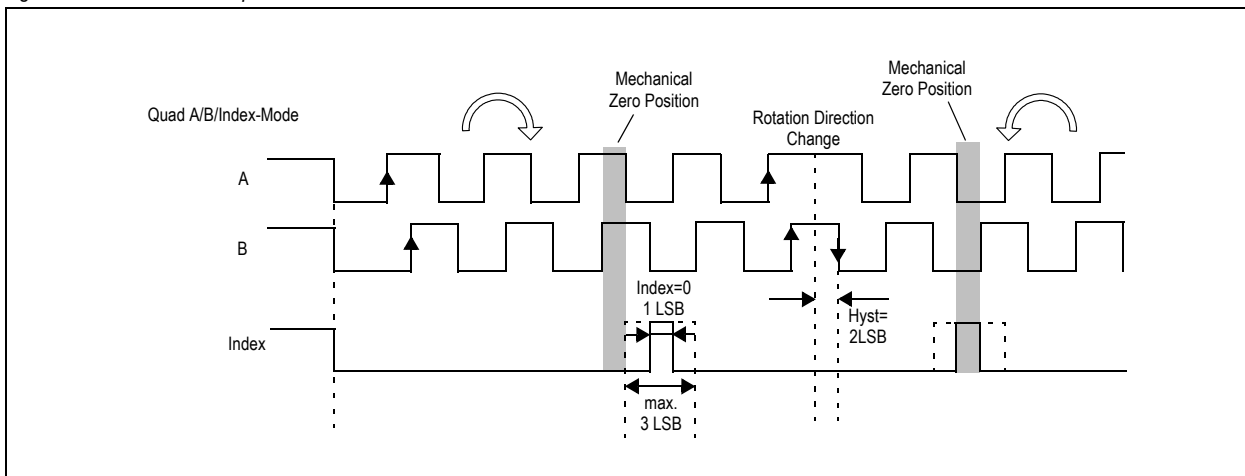 Mechanical
Zero Position
Mechanical
Zero Position
Quad A/B/Index-Mode
Rotation Direction
Change
A
B
Index=0
1 LSB
Hyst=
2LSB
Index
max.
3 LSB